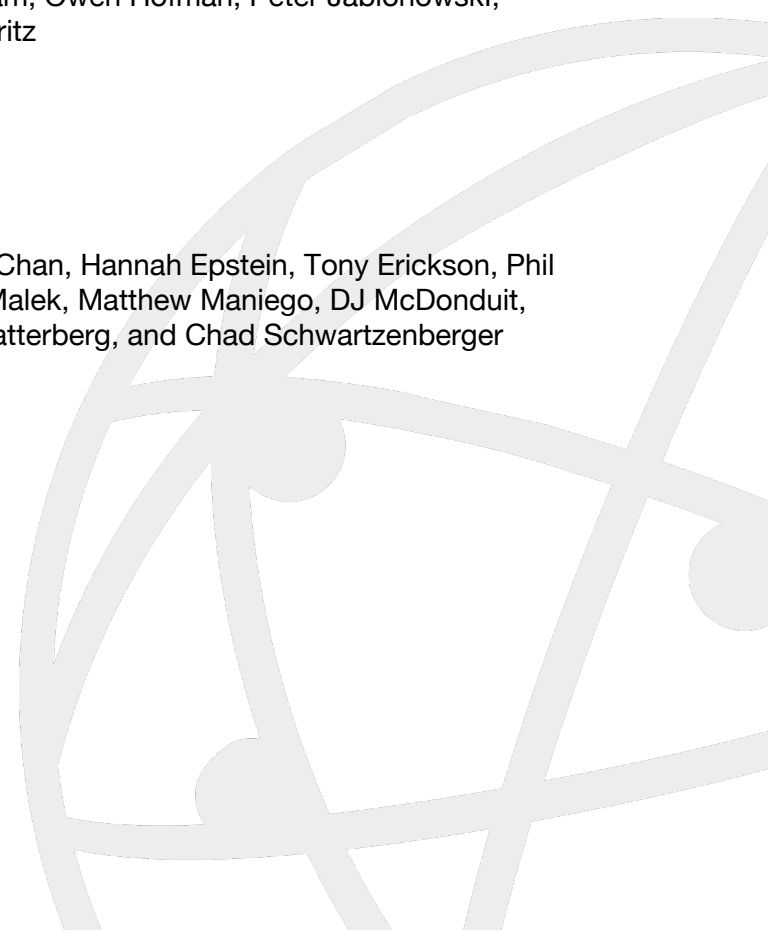 Owen Hofman, Peter Jablonowski,
ritz
Chan, Hannah Epstein, Tony Erickson, Phil
Malek, Matthew Maniego, DJ McDonduit,
atterberg, and Chad Schwartzenberger